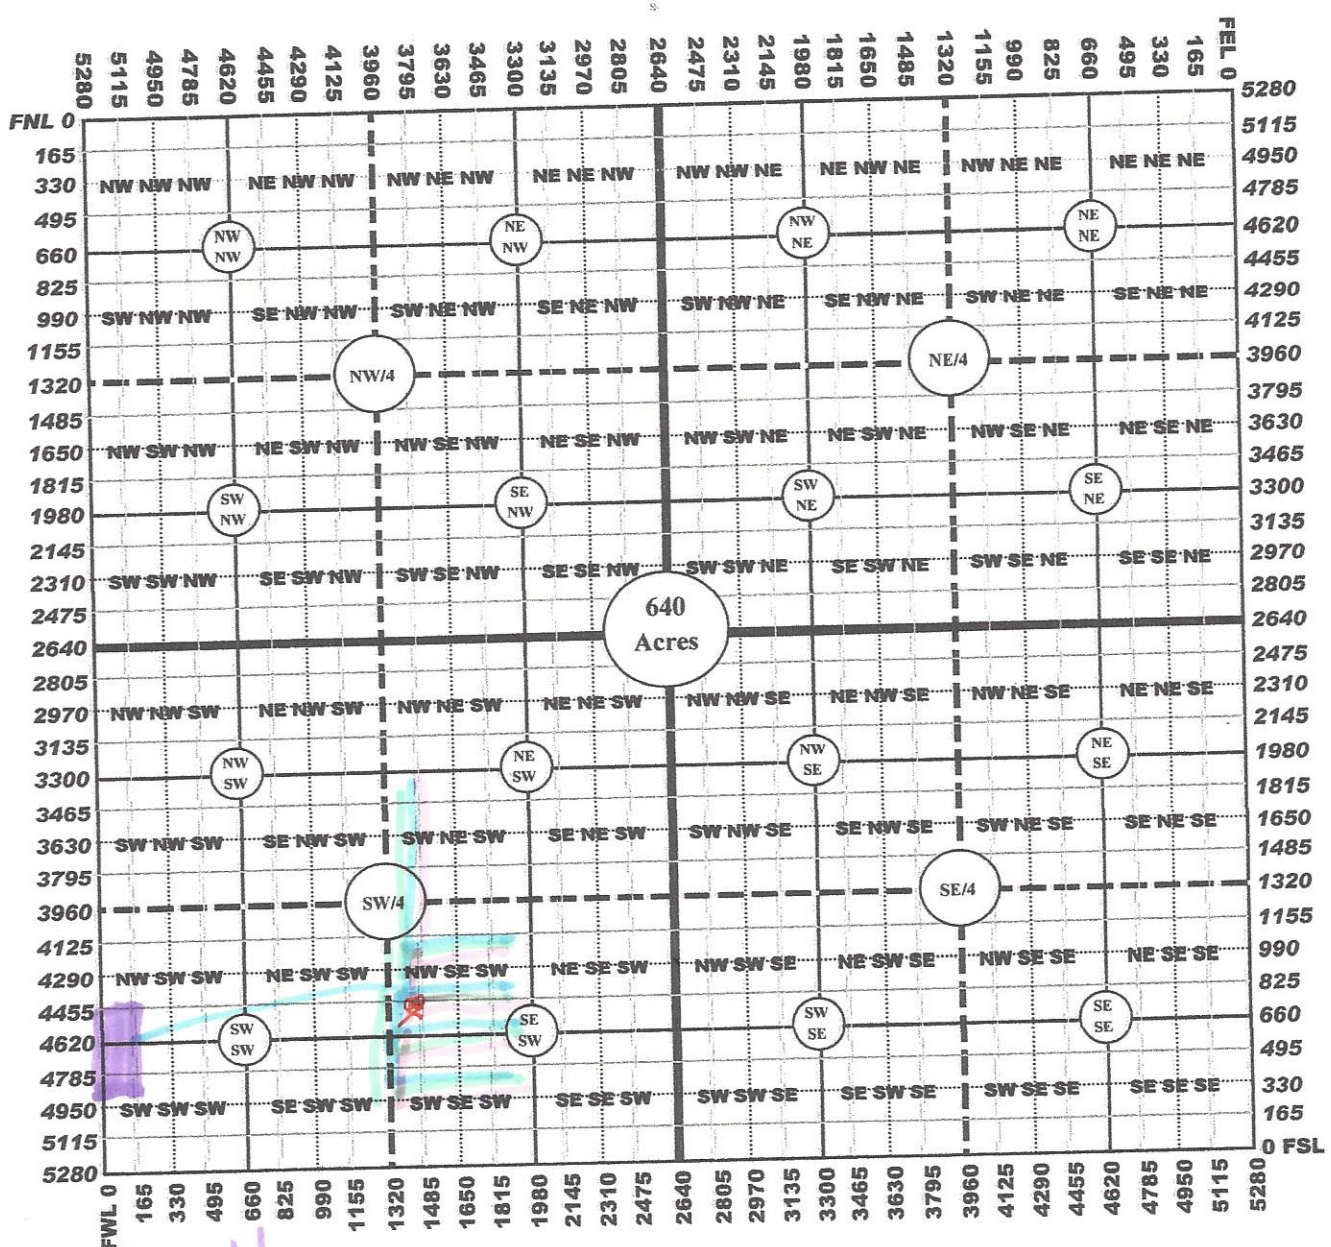 5280 5115 4950 4785 4620 4455 4290 4125 3960 3795 3630 3465 3300 3135 2970 2805 2640 2475 2310 2145 1980 1815 1650 1485 1320 1155 990 825 660 495 330 165 FEL 0
FNL 0 5280
5115
165 4950
330 NW NW NW NE NW NW NW NE NW NE NE NW NW NW NE NE NW NE NW NE NE NE NE NE 4785
495 NW NE NW NE 4620
660 NW NW NE NE 4455
825 4290
990 SW NW NW SE NW NW SW NE NW SE NE NW SW NW NE SE NW NE SW NE NE SE NE NE 4125
1155 3960
1320 NW/4 NE/4 3795
1485 3630
1650 NW SW NW NE SW NW NW SE NW NE SE NW NW SW NE NE SW NE NW SE NE NE SE NE 3465
1815 SW SE SW SE 3300
1980 NW NW NE NE 3135
2145 2970
2310 SW SW NW SE SW NW SW SE NW SE SE NW SW SW NE SE SW NE SW SE NE SE SE NE 2805
2475 640 2640
2640 Acres 2475
2805 2310
2970 NW NW SW NE NW SW NW NE SW NE NE SW NW NW SE NE NW SE NW NE SE NE NE SE 2145
3135 NW NE NW NE 1980
3300 SW SW SE SE 1815
3465 1650
3630 SW NW SW SE NW SW SW NE SW SE NE SW SW NW SE SE NW SE SW NE SE SE NE SE 1485
3795 1320
3960 SW/4 SE/4 1155
4125 990
4290 NW SW SW NE SW SW NW SE SW NE SE SW NW SW SE NE SW SE NW SE SE NE SE SE 825
4455 SW SE SW SE 660
4620 SW SW SE SE 495
4785 330
4950 SW SW SW SE SW SW SW SE SW SE SE SW SW SW SE SE SW SE SW SE SE SE SE SE 165
5115 0 FSL
5280
FWL 0 165 330 495 660 825 990 1155 1320 1485 1650 1815 1980 2145 2310 2475 2640 2805 2970 3135 3300 3465 3630 3795 3960 4125 4290 4455 4620 4785 4950 5115 5280